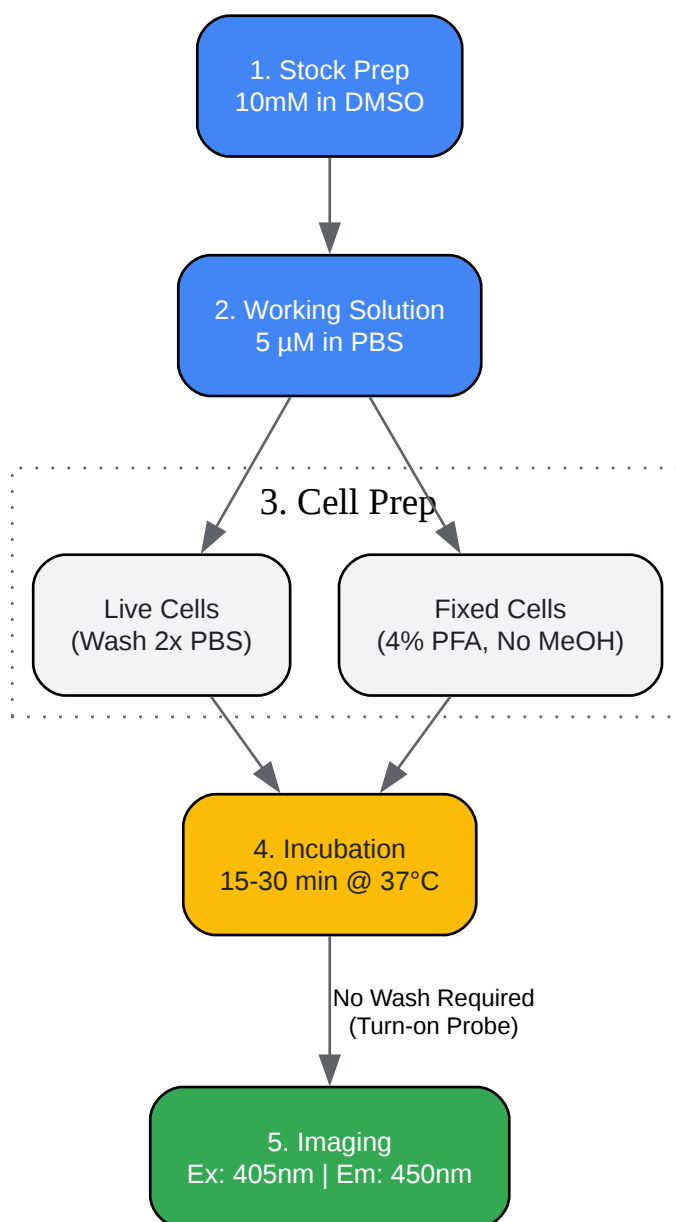 1. Stock Prep
10mM in DMSO
2. Working Solution
5 µM in PBS
3. Cell Prep
Live Cells
(Wash 2x PBS)
Fixed Cells
(4% PFA, No MeOH)
4. Incubation
15-30 min @ 37°C
No Wash Required
(Turn-on Probe)
5. Imaging
Ex: 405nm | Em: 450nm